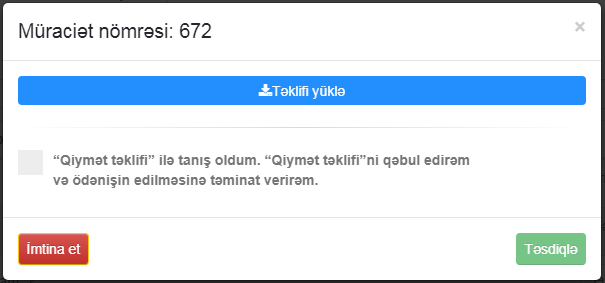 Müraciət nömrəsi: 672
×
Təklifi yüklə
“Qiymət təklifi” ilə tanış oldum. “Qiymət təklifi”ni qəbul edirəm
və ödənişin edilməsinə təminat verirəm.
İmtina et
Təsdiqlə